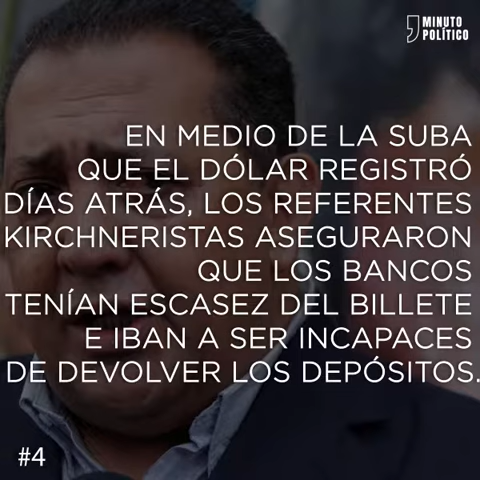 MINUTO
POLÍTICO
EN MEDIO DE LA SUBA
QUE EL DÓLAR REGISTRÓ
DÍAS ATRÁS, LOS REFERENTES
KIRCHNERISTAS ASEGURARON
QUE LOS BANCOS
TENÍAN ESCASEZ DEL BILLETE
E IBAN A SER INCAPACES
DE DEVOLVER LOS DEPÓSITOS.
#4